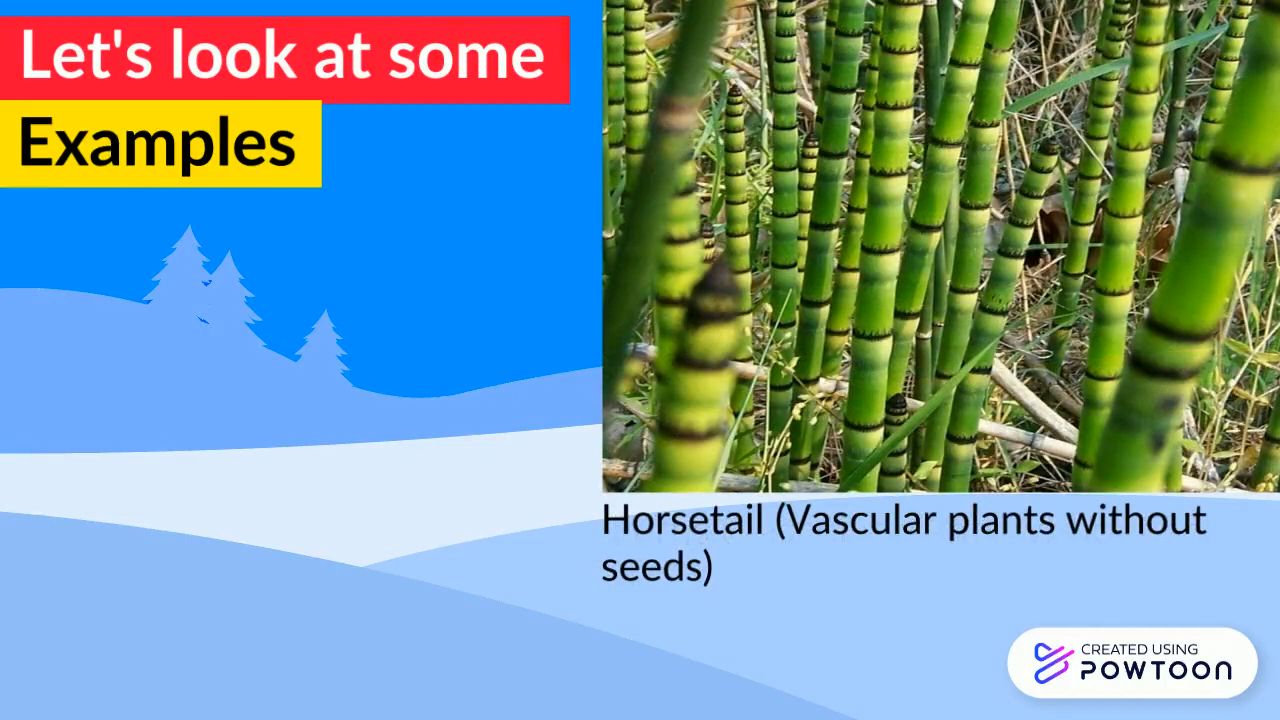 Let's look at some
Examples
Horsetail (Vascular plants without
seeds)
CREATED USING
POWTOON